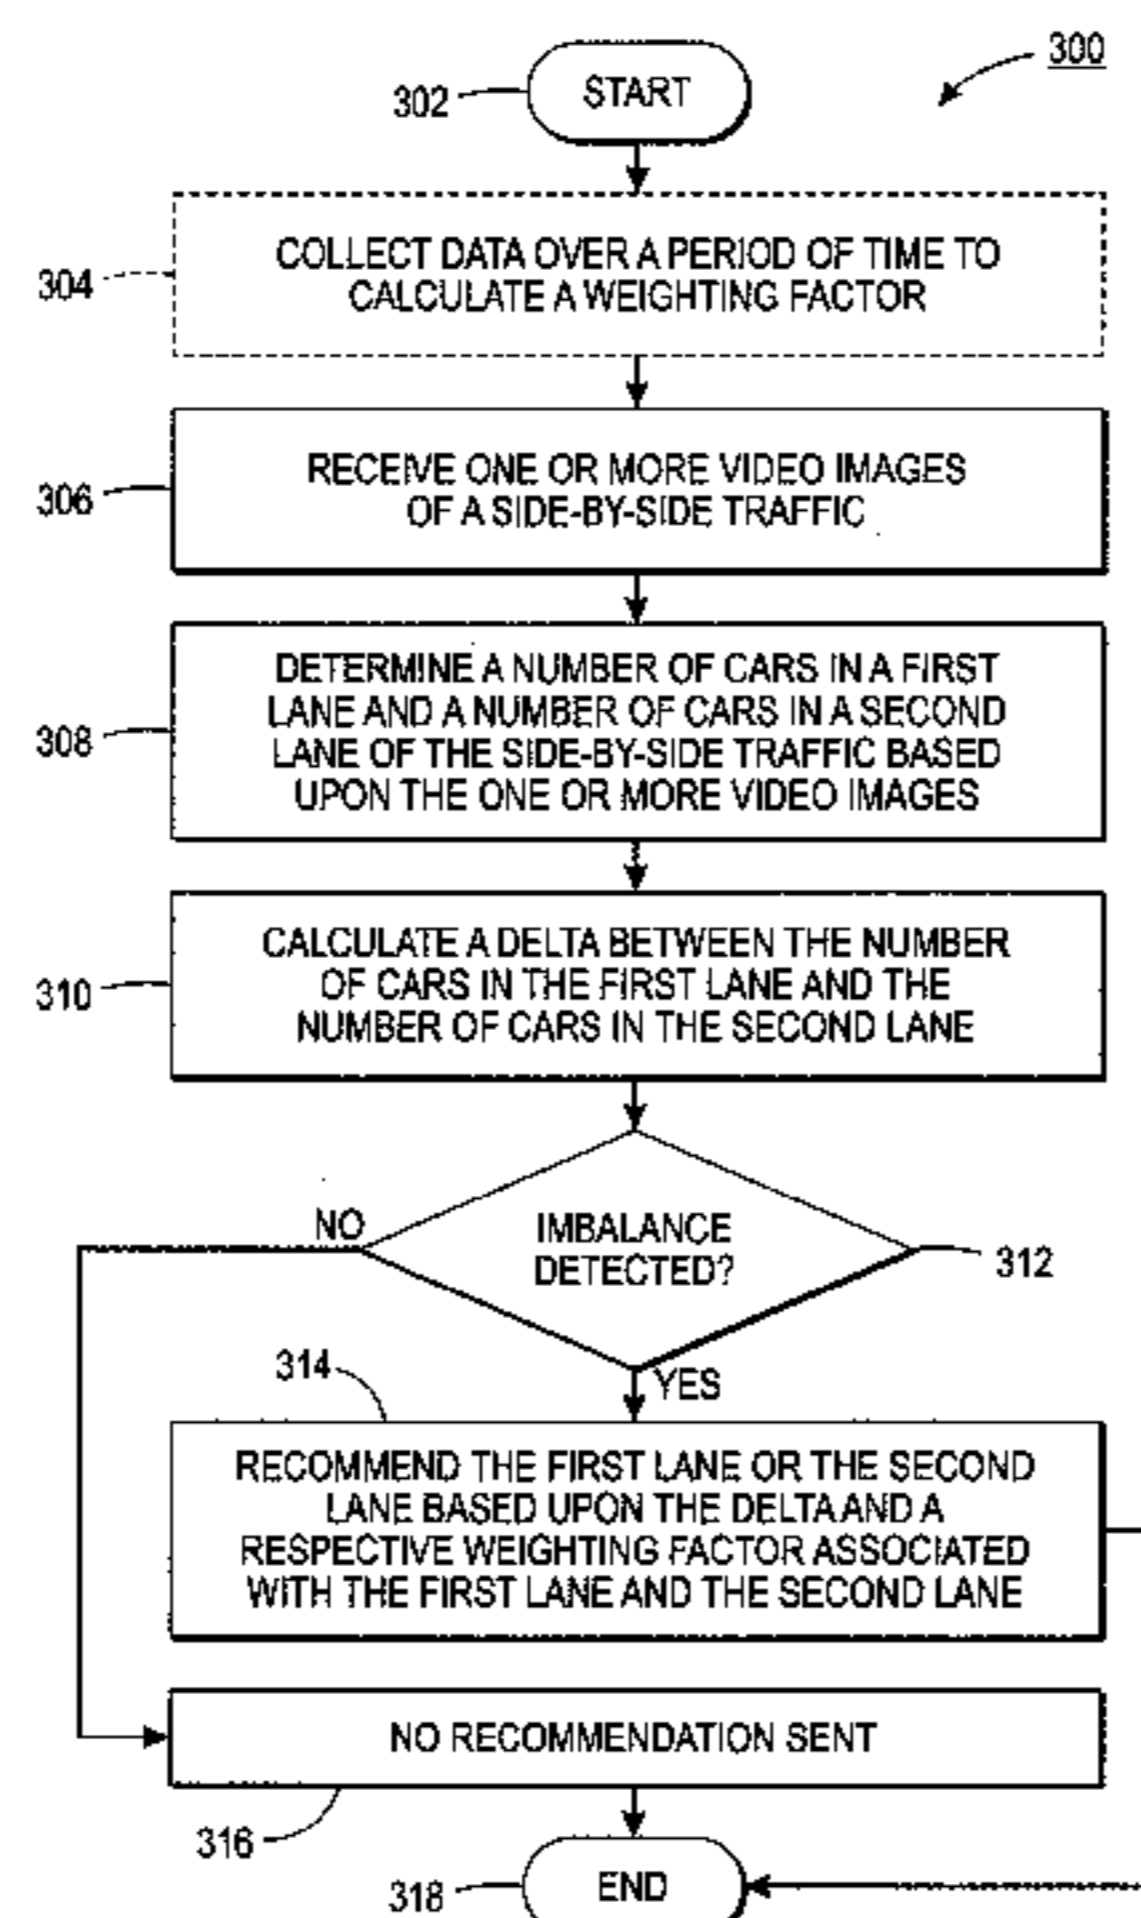 300
302
START
304
COLLECT DATA OVER A PERIOD OF TIME TO
CALCULATE A WEIGHTING FACTOR
306
RECEIVE ONE OR MORE VIDEO IMAGES
OF A SIDE-BY-SIDE TRAFFIC
308
DETERMINE A NUMBER OF CARS IN A FIRST
LANE AND A NUMBER OF CARS IN A SECOND
LANE OF THE SIDE-BY-SIDE TRAFFIC BASED
UPON THE ONE OR MORE VIDEO IMAGES
310
CALCULATE A DELTA BETWEEN THE NUMBER
OF CARS IN THE FIRST LANE AND THE
NUMBER OF CARS IN THE SECOND LANE
NO
IMBALANCE
DETECTED?
312
314
YES
RECOMMEND THE FIRST LANE OR THE SECOND
LANE BASED UPON THE DELTA AND A
RESPECTIVE WEIGHTING FACTOR ASSOCIATED
WITH THE FIRST LANE AND THE SECOND LANE
NO RECOMMENDATION SENT
316
318
END